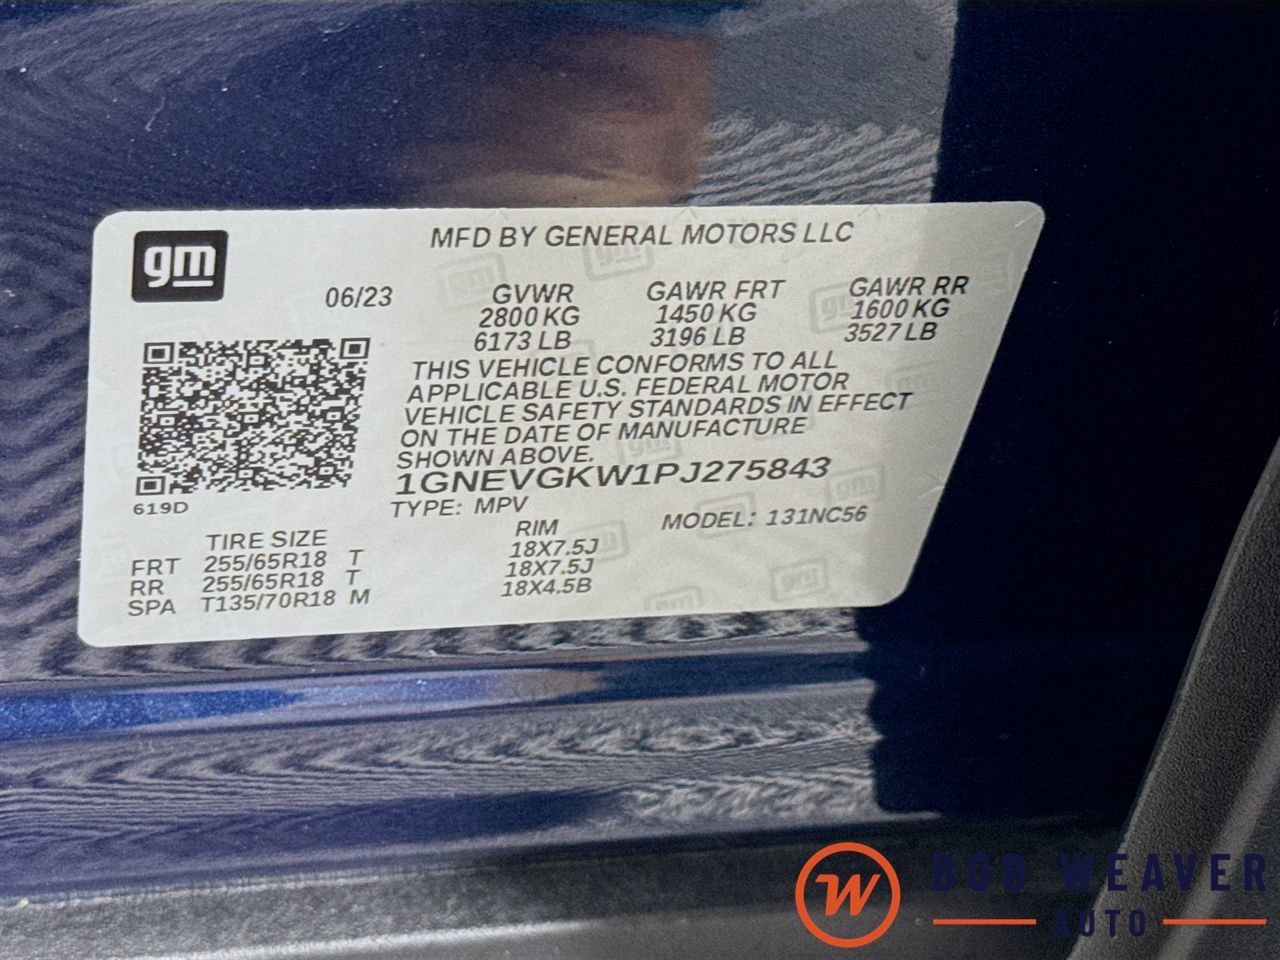 gm
MFD BY GENERAL MOTORS LLC
06/23 GVWR GAWR FRT GAWR RR
2800 KG 1450 KG 1600 KG
6173 LB 3196 LB 3527 LB
THIS VEHICLE CONFORMS TO ALL
APPLICABLE U.S. FEDERAL MOTOR
VEHICLE SAFETY STANDARDS IN EFFECT
ON THE DATE OF MANUFACTURE
SHOWN ABOVE.
1GNEVGKW1PJ275843
619D
TYPE: MPV MODEL: 131NC56
TIRE SIZE RIM
FRT 255/65R18 T 18X7.5J
RR 255/65R18 T 18X7.5J
SPA T135/70R18 M 18X4.5B
W
BOB WEAVER
AUTO